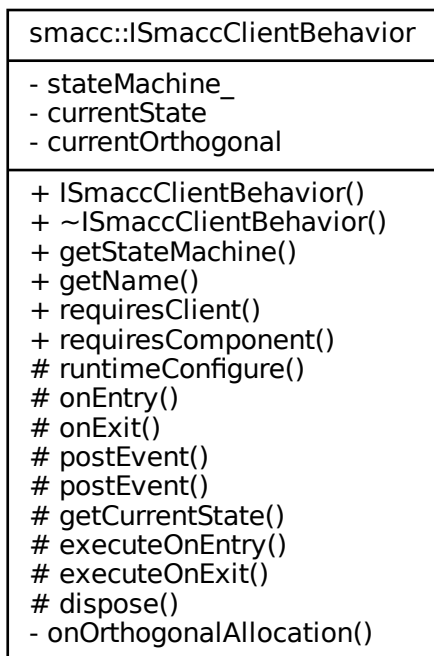 smacc::ISmaccClientBehavior
- stateMachine_
- currentState
- currentOrthogonal
+ ISmaccClientBehavior()
+ ~ISmaccClientBehavior()
+ getStateMachine()
+ getName()
+ requiresClient()
+ requiresComponent()
# runtimeConfigure()
# onEntry()
# onExit()
# postEvent()
# postEvent()
# getCurrentState()
# executeOnEntry()
# executeOnExit()
# dispose()
- onOrthogonalAllocation()